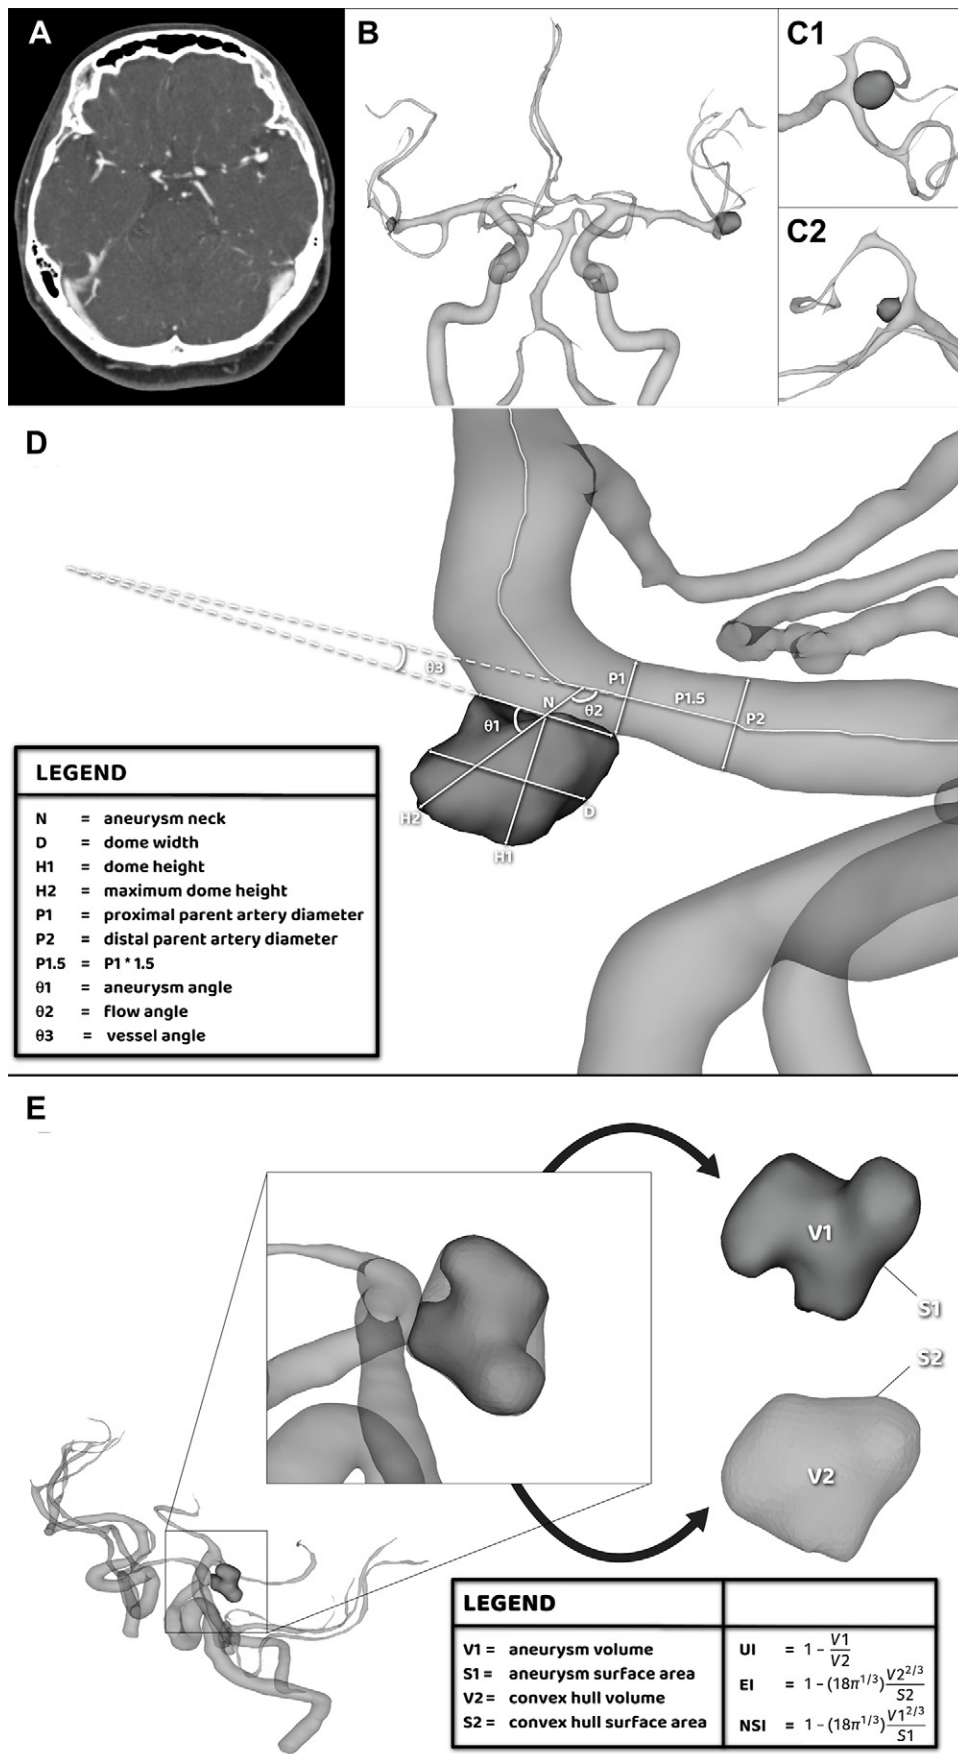 A
B
C1
C2
D
θ3
P1
P1.5
N
θ2
θ1
P2
D
H2
H1
LEGEND
N = aneurysm neck
D = dome width
H1 = dome height
H2 = maximum dome height
P1 = proximal parent artery diameter
P2 = distal parent artery diameter
P1.5 = P1 * 1.5
θ1 = aneurysm angle
θ2 = flow angle
θ3 = vessel angle
E
V1
S1
S2
V2
LEGEND
V1 = aneurysm volume
S1 = aneurysm surface area
V2 = convex hull volume
S2 = convex hull surface area
UI = 1 - V1/V2
EI = 1 - (18π^1/3) V2^2/3/S2
NSI = 1 - (18π^1/3) V1^2/3/S1